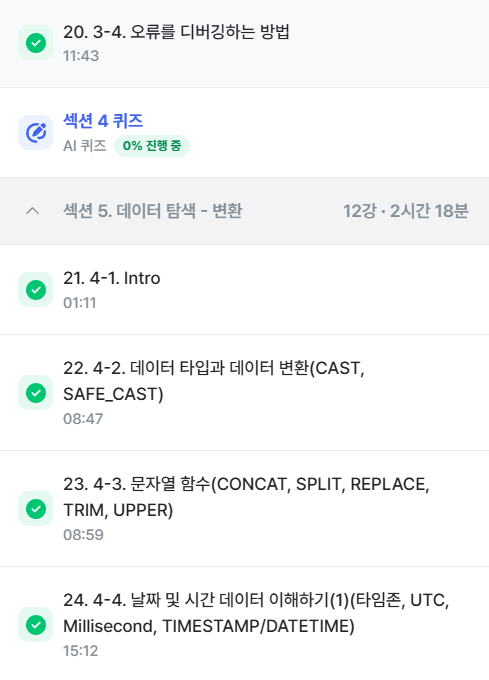 20. 3-4. 오류를 디버깅하는 방법
11:43
섹션 4 퀴즈
AI 퀴즈 0% 진행 중
섹션 5. 데이터 탐색 - 변환 12강 · 2시간 18분
21. 4-1. Intro
01:11
22. 4-2. 데이터 타입과 데이터 변환(CAST,
SAFE_CAST)
08:47
23. 4-3. 문자열 함수(CONCAT, SPLIT, REPLACE,
TRIM, UPPER)
08:59
24. 4-4. 날짜 및 시간 데이터 이해하기(1)(타임존, UTC,
Millisecond, TIMESTAMP/DATETIME)
15:12